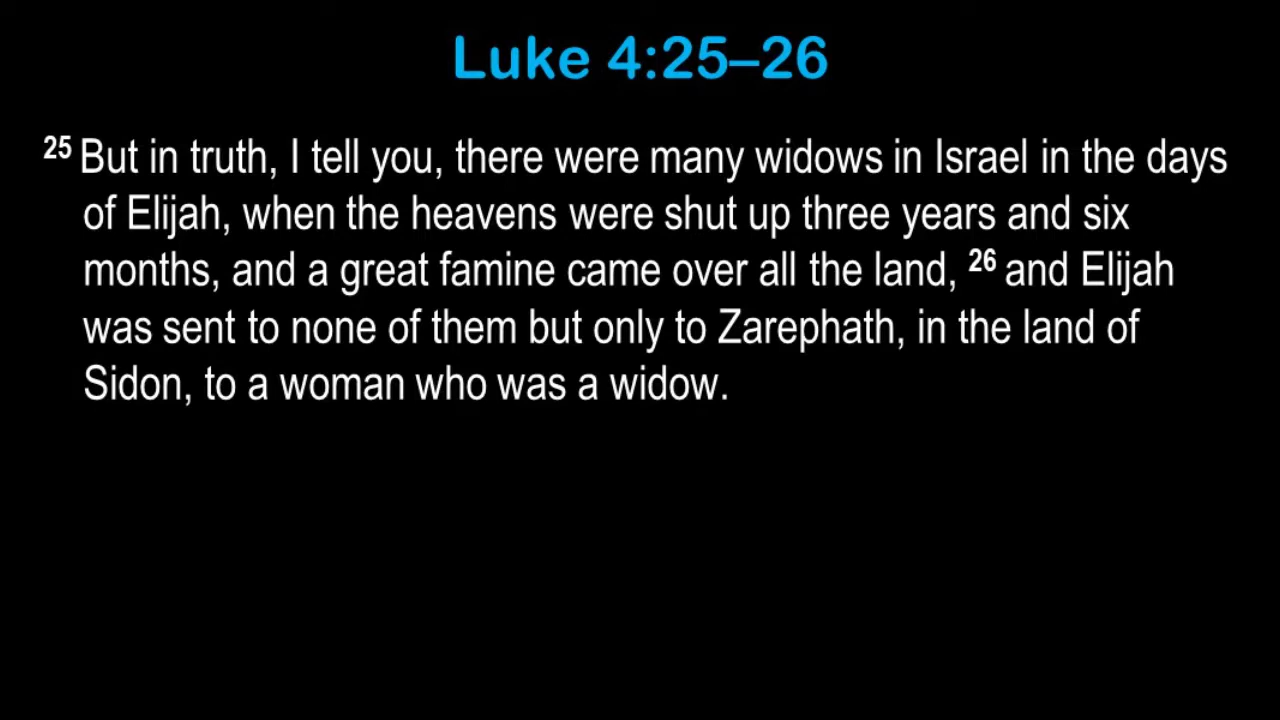 Luke 4:25–26
25 But in truth, I tell you, there were many widows in Israel in the days
of Elijah, when the heavens were shut up three years and six
months, and a great famine came over all the land, 26 and Elijah
was sent to none of them but only to Zarephath, in the land of
Sidon, to a woman who was a widow.